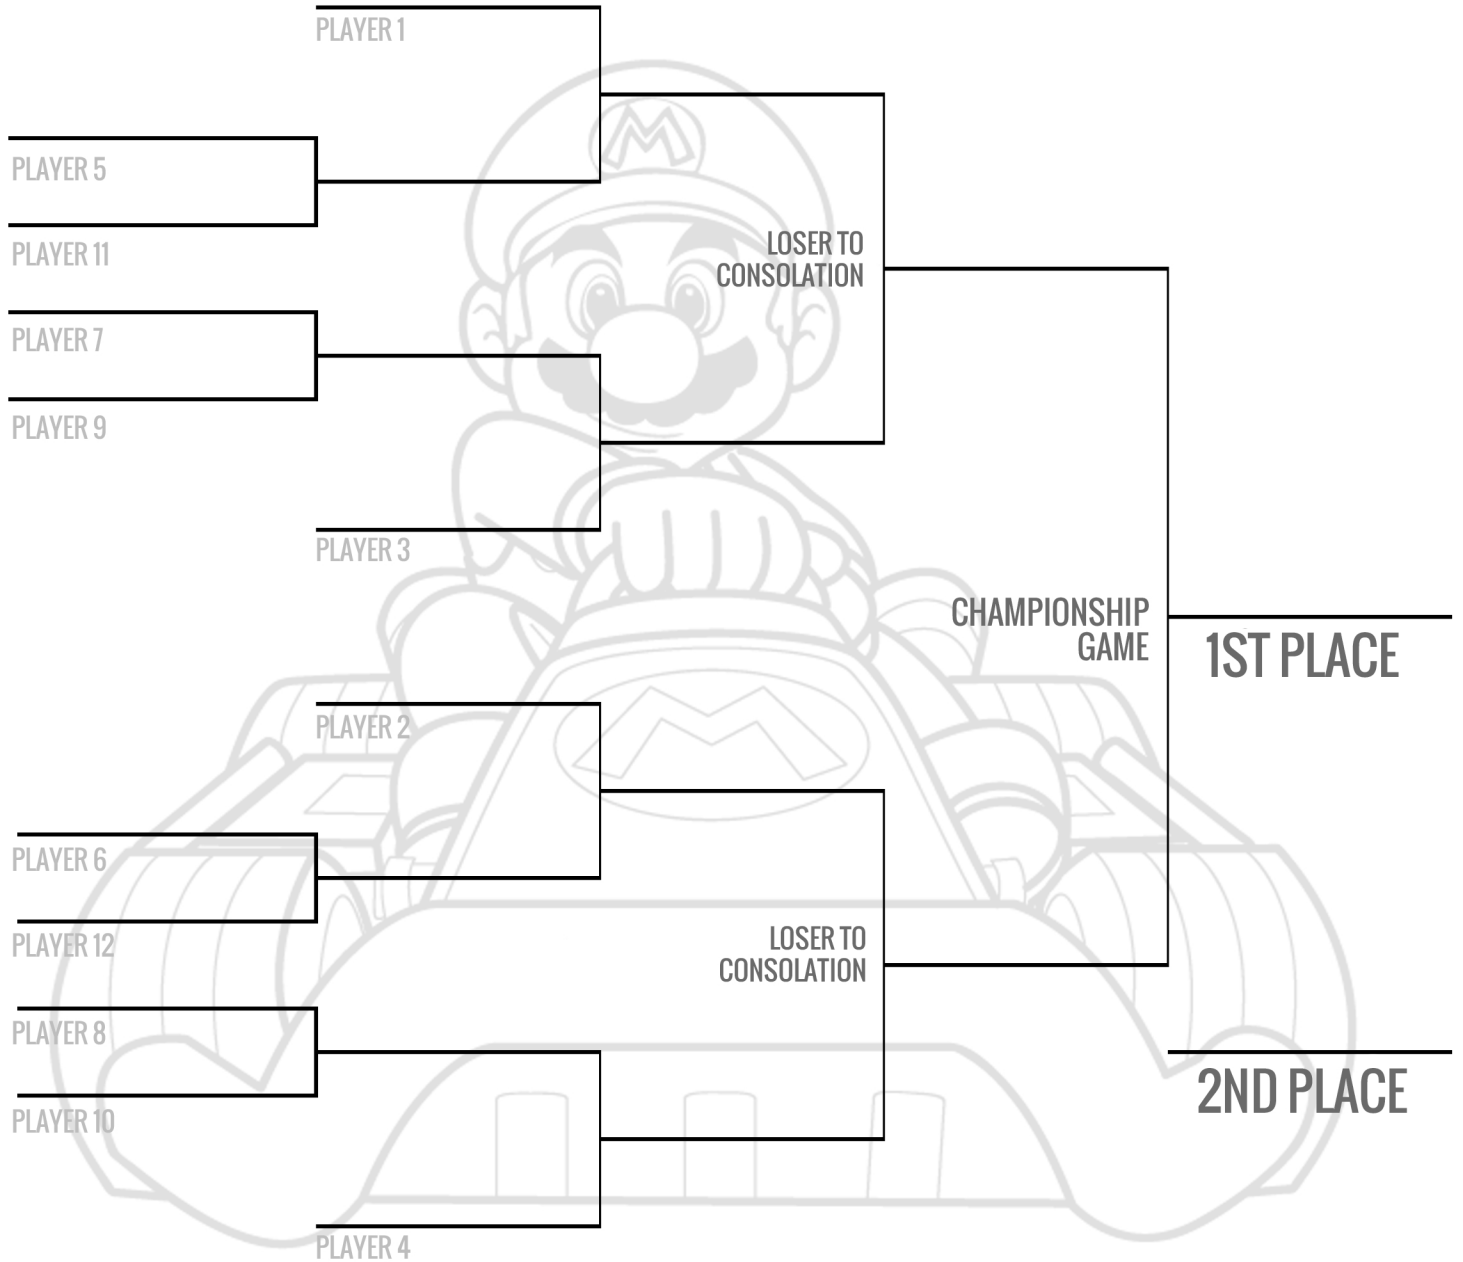 PLAYER 1
PLAYER 5
PLAYER 11
LOSER TO
CONSOLATION
PLAYER 7
PLAYER 9
PLAYER 3
CHAMPIONSHIP
GAME
1ST PLACE
PLAYER 2
PLAYER 6
PLAYER 12
LOSER TO
CONSOLATION
PLAYER 8
2ND PLACE
PLAYER 10
PLAYER 4
M
M